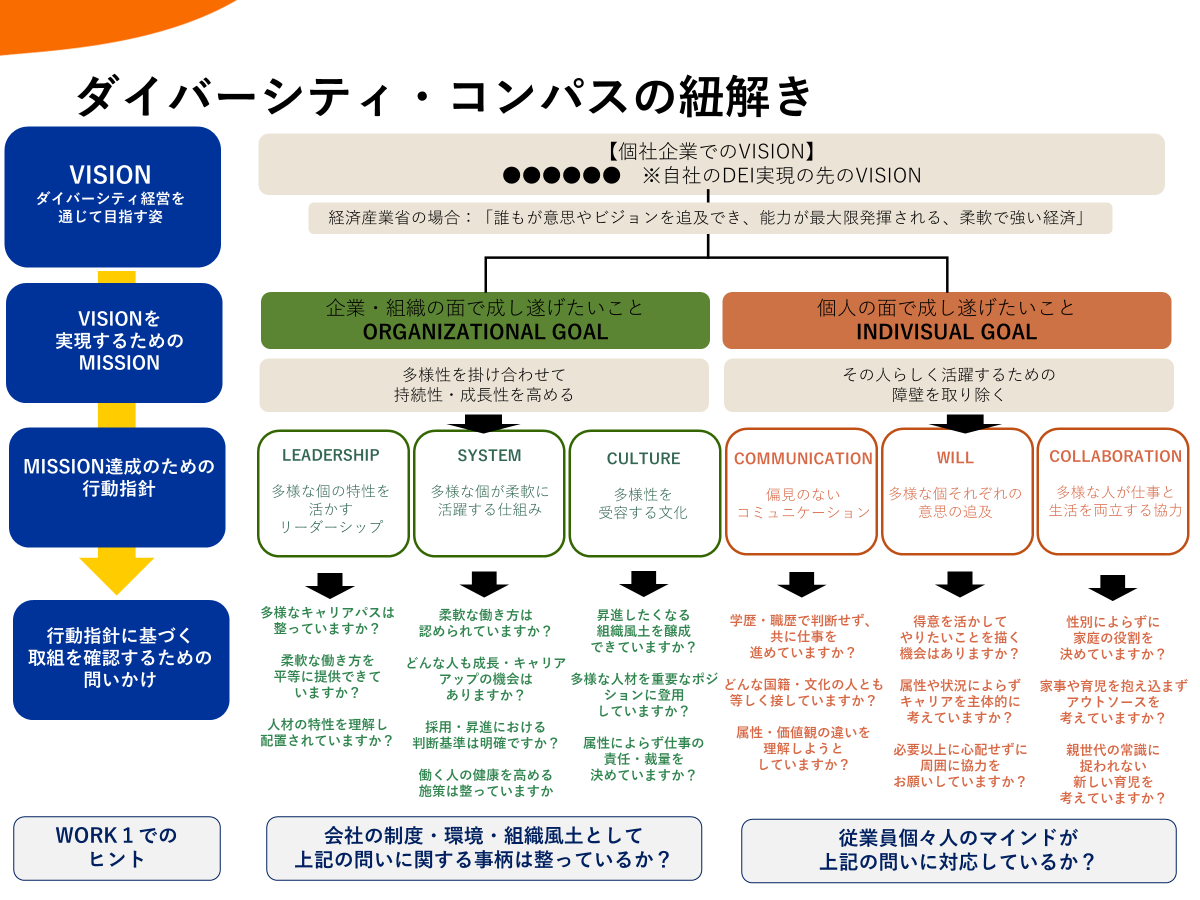 ダイバーシティ・コンパスの紐解き
VISION
ダイバーシティ経営を
通じて目指す姿
【個社企業でのVISION】
●●●●●● ※自社のDEI実現の先のVISION
経済産業省の場合：「誰もが意思やビジョンを追及でき、能力が最大限発揮される、柔軟で強い経済」
VISIONを
実現するための
MISSION
企業・組織の面で成し遂げたいこと
ORGANIZATIONAL GOAL
多様性を掛け合わせて
持続性・成長性を高める
個人の面で成し遂げたいこと
INDIVISUAL GOAL
その人らしく活躍するための
障壁を取り除く
MISSION達成のための
行動指針
LEADERSHIP
多様な個の特性を
活かす
リーダーシップ
SYSTEM
多様な個が柔軟に
活躍する仕組み
CULTURE
多様性を
受容する文化
COMMUNICATION
偏見のない
コミュニケーション
WILL
多様な個それぞれの
意思の追及
COLLABORATION
多様な人が仕事と
生活を両立する協力
行動指針に基づく
取組を確認するための
問いかけ
多様なキャリアパスは
整っていますか？
柔軟な働き方を
平等に提供できて
いますか？
人材の特性を理解し
配置されていますか？
柔軟な働き方は
認められていますか？
どんな人も成長・キャリア
アップの機会は
ありますか？
採用・昇進における
判断基準は明確ですか？
働く人の健康を高める
施策は整っていますか
昇進したくなる
組織風土を醸成
できていますか？
多様な人材を重要なポジ
ションに登用
していますか？
属性によらず仕事の
責任・裁量を
決めていますか？
学歴・職歴で判断せず、
共に仕事を
進めていますか？
どんな国籍・文化の人とも
等しく接していますか？
属性・価値観の違いを
理解しようと
していますか？
得意を活かして
やりたいことを描く
機会はありますか？
属性や状況によらず
キャリアを主体的に
考えていますか？
必要以上に心配せずに
周囲に協力を
お願いしていますか？
性別によらずに
家庭の役割を
決めていますか？
家事や育児を抱え込まず
アウトソースを
考えていますか？
親世代の常識に
捉われない
新しい育児を
考えていますか？
WORK１での
ヒント
会社の制度・環境・組織風土として
上記の問いに関する事柄は整っているか？
従業員個々人のマインドが
上記の問いに対応しているか？